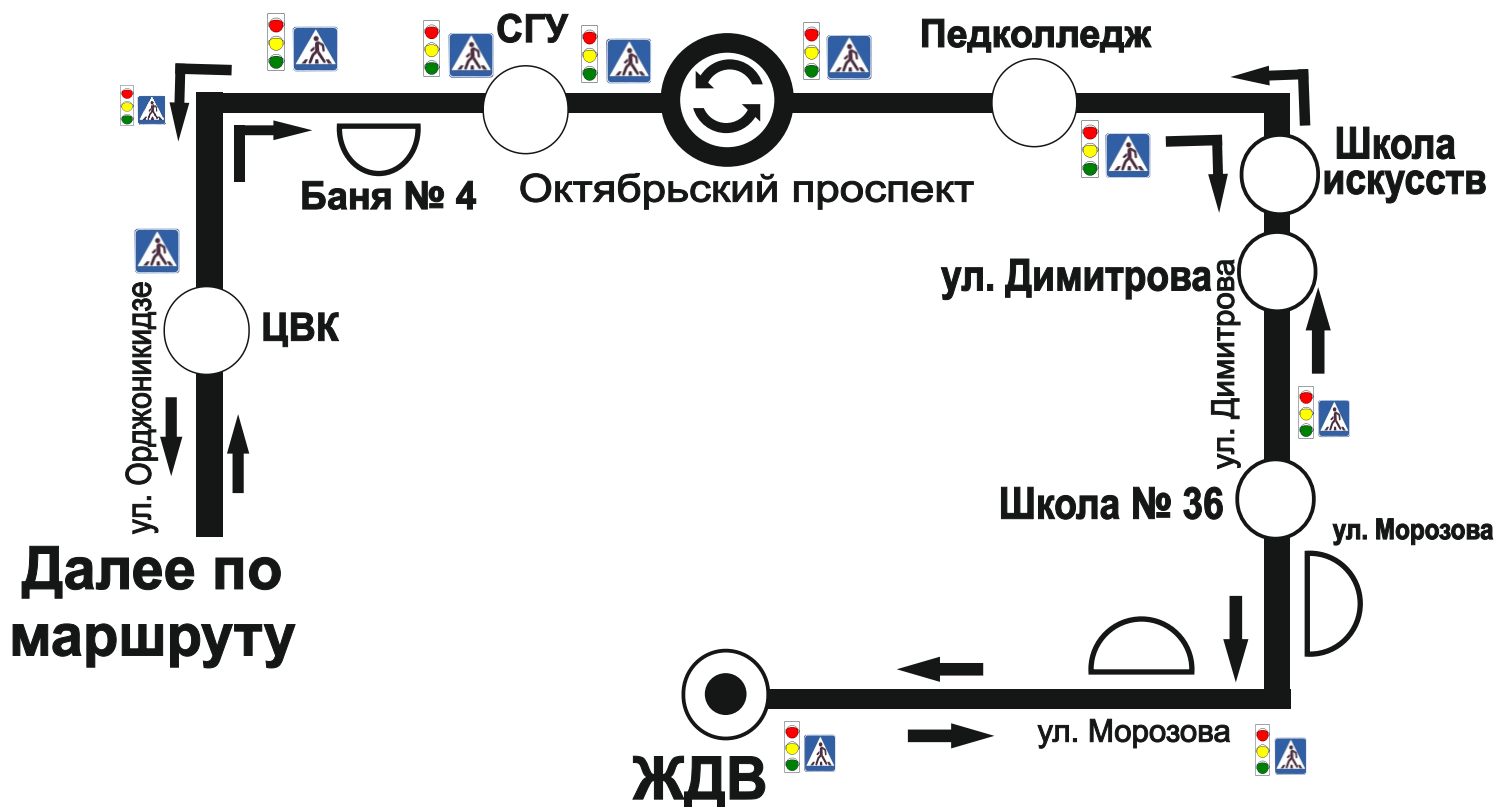 СГУ
Педколледж
Школа
искусств
Баня № 4
Октябрьский проспект
ул. Димитрова
ул. Димитрова
ЦВК
ул. Орджоникидзе
Школа № 36
ул. Морозова
Далее по
маршруту
ул. Морозова
ЖДВ